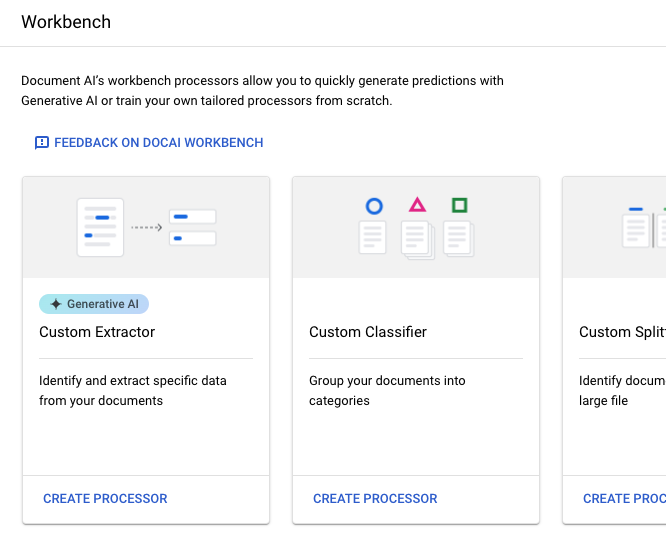 Workbench
Document AI's workbench processors allow you to quickly generate predictions with
Generative AI or train your own tailored processors from scratch.
FEEDBACK ON DOCAI WORKBENCH
Generative AI
Custom Extractor
Identify and extract specific data
from your documents
CREATE PROCESSOR
Custom Classifier
Group your documents into
categories
CREATE PROCESSOR
Custom Split
Identify docum
large file
CREATE PROC